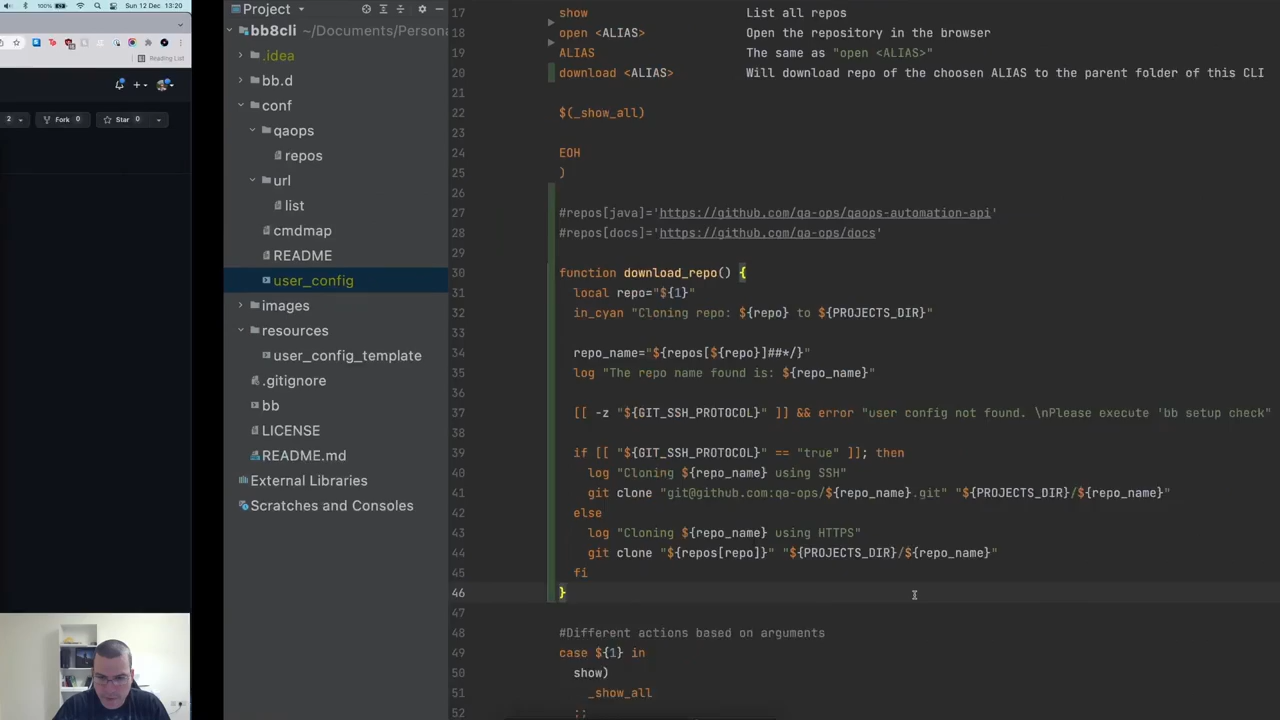 100%
Sun 12 Dec 13:20
Reading List
2
Fork 0
Star 0
Project
bb8cli ~/Documents/Persona
.idea
bb.d
conf
qaops
repos
url
list
cmdmap
README
user_config
images
resources
user_config_template
.gitignore
bb
LICENSE
README.md
External Libraries
Scratches and Consoles
17 show List all repos
18 open <ALIAS> Open the repository in the browser
19 ALIAS The same as "open <ALIAS>"
20 download <ALIAS> Will download repo of the choosen ALIAS to the parent folder of this CLI
21
22 $(_show_all)
23
24 EOH
25 )
26
27 #repos[java]='https://github.com/qa-ops/qaops-automation-api'
28 #repos[docs]='https://github.com/qa-ops/docs'
29
30 function download_repo() {
31 local repo="${1}"
32 in_cyan "Cloning repo: ${repo} to ${PROJECTS_DIR}"
33
34 repo_name="${repos[${repo}]##*/}"
35 log "The repo name found is: ${repo_name}"
36
37 [[ -z "${GIT_SSH_PROTOCOL}" ]] && error "user config not found. \nPlease execute 'bb setup check"
38
39 if [[ "${GIT_SSH_PROTOCOL}" == "true" ]]; then
40 log "Cloning ${repo_name} using SSH"
41 git clone "git@github.com:qa-ops/${repo_name}.git" "${PROJECTS_DIR}/${repo_name}"
42 else
43 log "Cloning ${repo_name} using HTTPS"
44 git clone "${repos[repo]}" "${PROJECTS_DIR}/${repo_name}"
45 fi
46 }
47
48 #Different actions based on arguments
49 case ${1} in
50 show)
51 _show_all
52 ;;